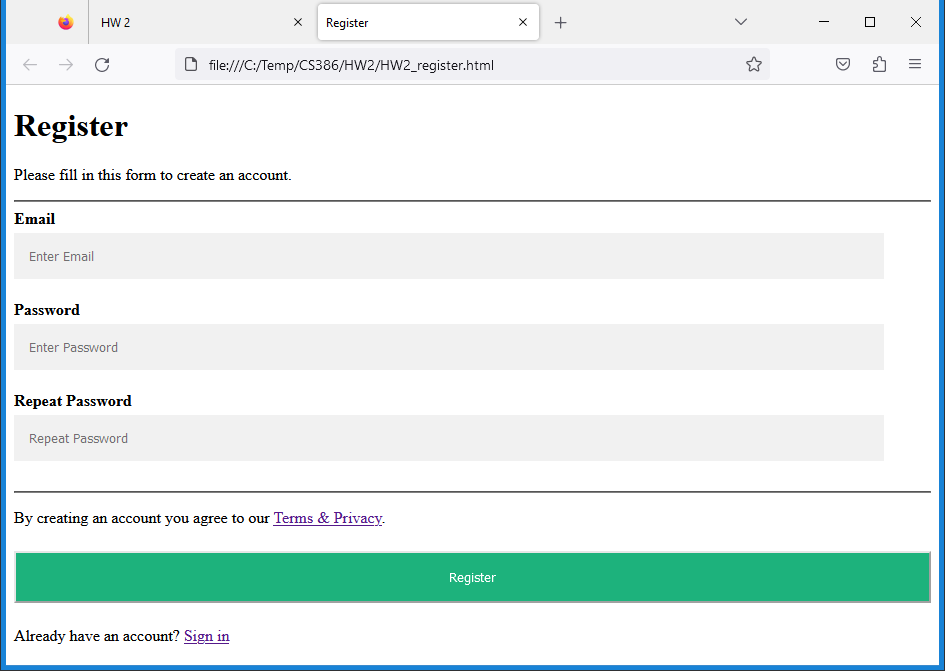 HW 2
Register
file:///C:/Temp/CS386/HW2/HW2_register.html
Register
Please fill in this form to create an account.
Email
Enter Email
Password
Enter Password
Repeat Password
Repeat Password
By creating an account you agree to our Terms & Privacy.
Register
Already have an account? Sign in